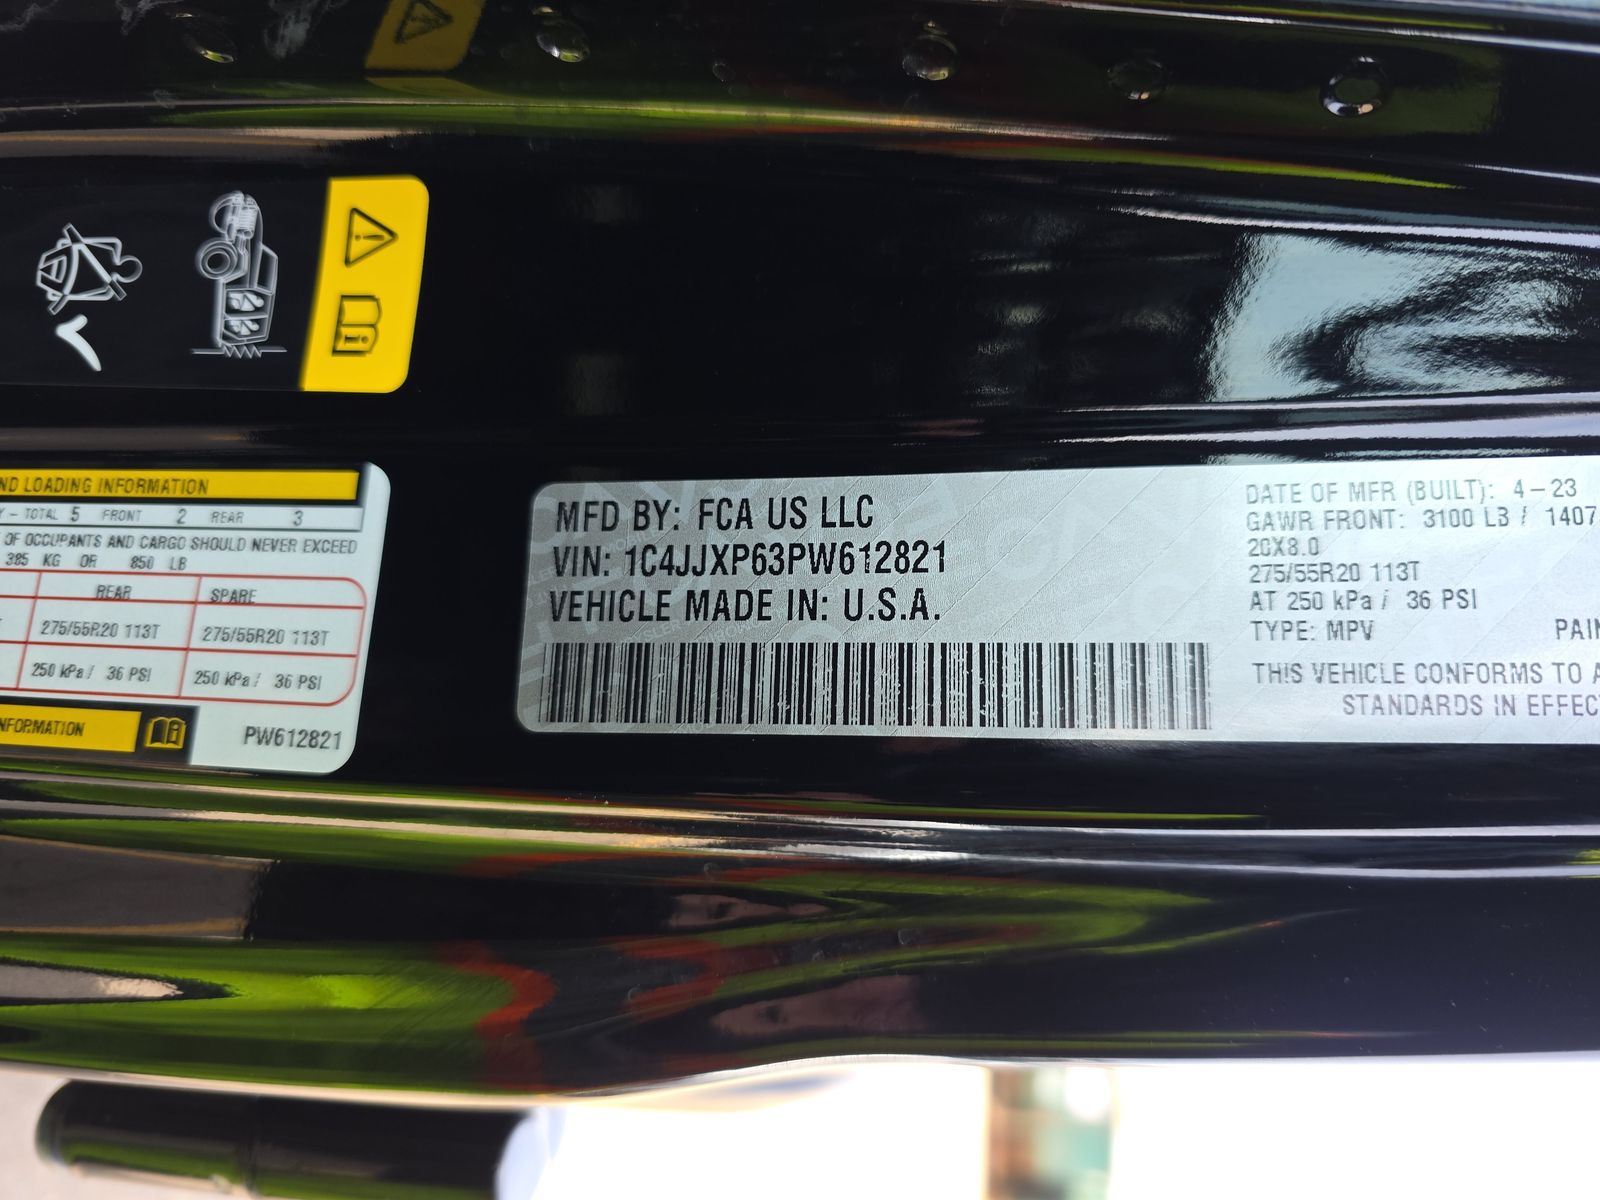 ND LOADING INFORMATION
Y - TOTAL 5 FRONT 2 REAR 3
OF OCCUPANTS AND CARGO SHOULD NEVER EXCEED
385 KG OR 850 LB
REAR SPARE
275/55R20 113T 275/55R20 113T
250 kPa / 36 PSI 250 kPa / 36 PSI
NFORMATION
PW612821
MFD BY: FCA US LLC
VIN: 1C4JJXP63PW612821
VEHICLE MADE IN: U.S.A.
DATE OF MFR (BUILT): 4-23
GAWR FRONT: 3100 LB / 1407
20X8.0
275/55R20 113T
AT 250 kPa / 36 PSI
TYPE: MPV PAIN
THIS VEHICLE CONFORMS TO A
STANDARDS IN EFFEC